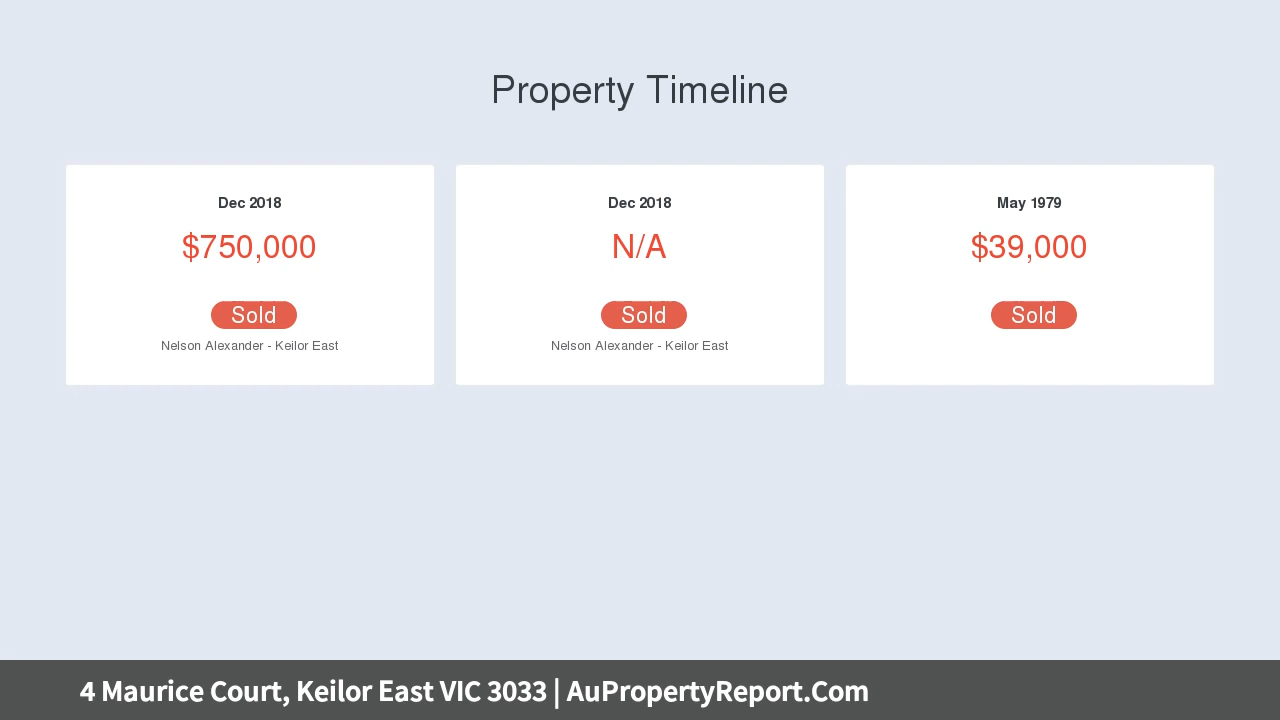 Property Timeline
Dec 2018
$750,000
Sold
Nelson Alexander - Keilor East
Dec 2018
N/A
Sold
Nelson Alexander - Keilor East
May 1979
$39,000
Sold
4 Maurice Court, Keilor East VIC 3033 | AuPropertyReport.Com